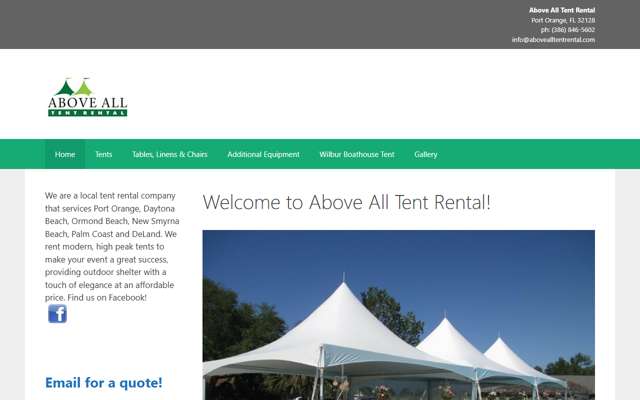 Above All Tent Rental
Port Orange, FL 32128
ph: (386) 846-5602
info@abovealltentrental.com
ABOVE ALL
TENT RENTAL
Home Tents Tables, Linens & Chairs Additional Equipment Wilbur Boathouse Tent Gallery
We are a local tent rental company
that services Port Orange, Daytona
Beach, Ormond Beach, New Smyrna
Beach, Palm Coast and DeLand. We
rent modern, high peak tents to
make your event a great success,
providing outdoor shelter with a
touch of elegance at an affordable
price. Find us on Facebook!
f
Email for a quote!
Welcome to Above All Tent Rental!